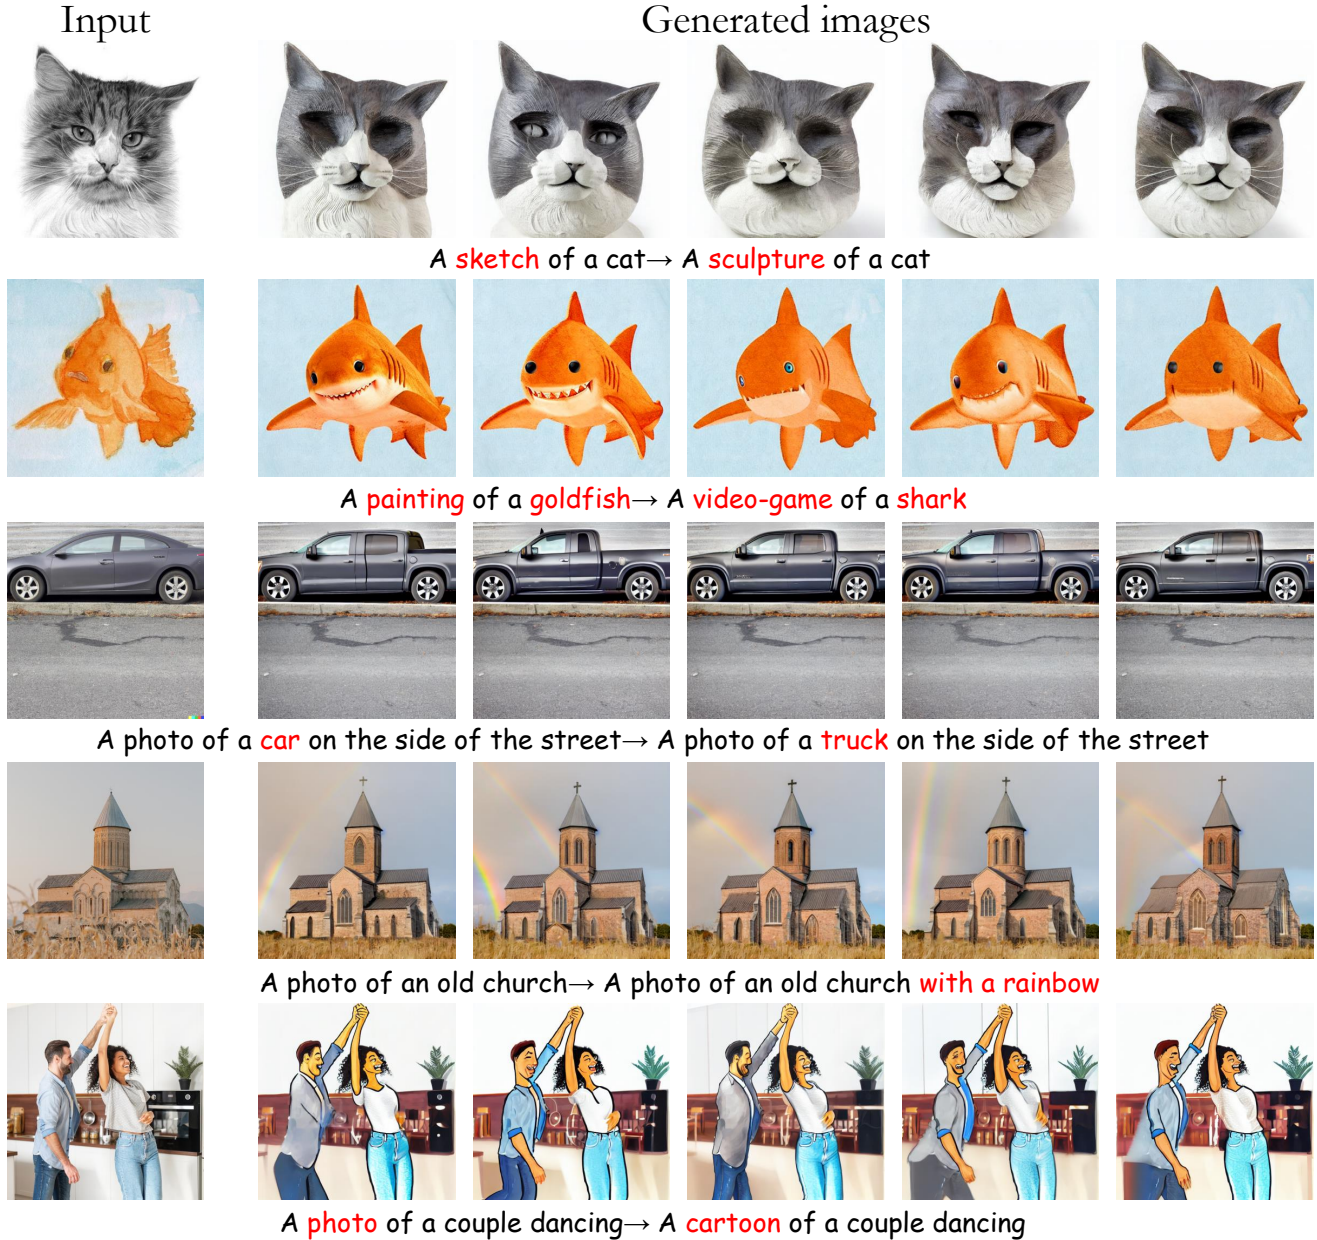 Input Generated images
A sketch of a cat→ A sculpture of a cat
A painting of a goldfish→ A video-game of a shark
A photo of a car on the side of the street→ A photo of a truck on the side of the street
A photo of an old church→ A photo of an old church with a rainbow
A photo of a couple dancing→ A cartoon of a couple dancing